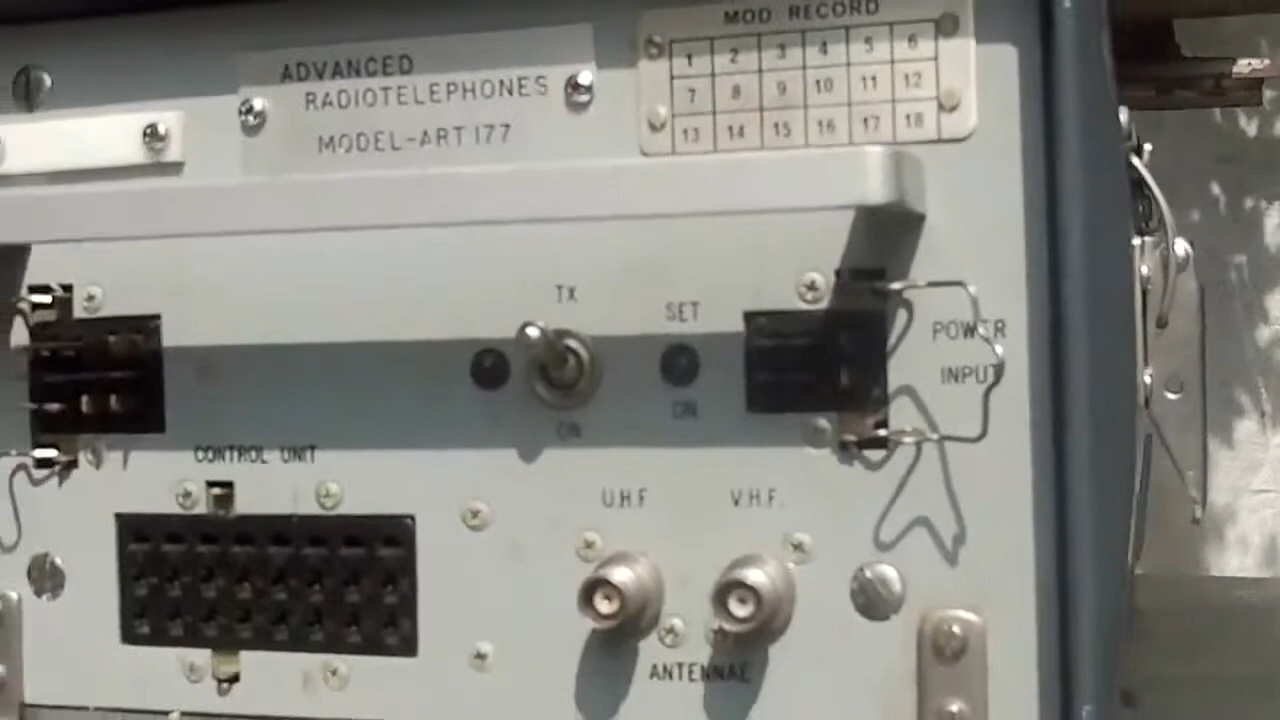 ADVANCED
RADIOTELEPHONES
MODEL-ART 177
MOD RECORD
1 2 3 4 5 6
7 8 9 10 11 12
13 14 15 16 17 18
TX
ON
SET
ON
POWER
INPUT
CONTROL UNIT
U.H.F
V.H.F.
ANTENNAE